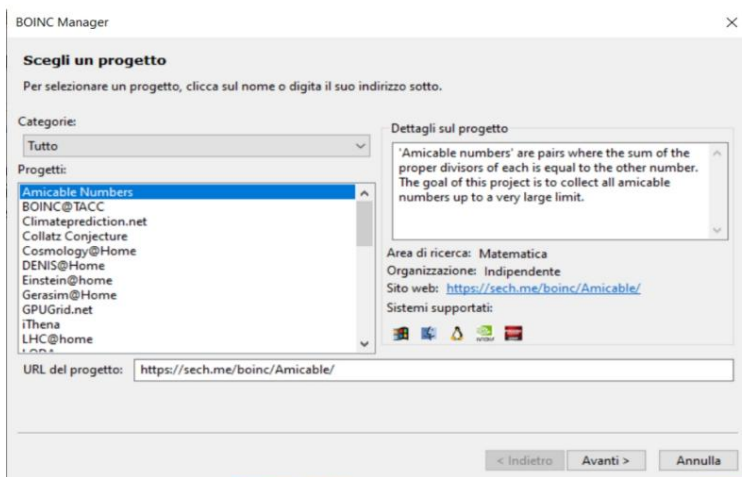 BOINC Manager
Scegli un progetto
Per selezionare un progetto, clicca sul nome o digita il suo indirizzo sotto.
Categorie:
Tutto
Progetti:
Amicable Numbers
BOINC@TACC
Climateprediction.net
Collatz Conjecture
Cosmology@Home
DENIS@Home
Einstein@home
Gerasim@Home
GPUGrid.net
iThena
LHC@home
Dettagli sul progetto
'Amicable numbers' are pairs where the sum of the
proper divisors of each is equal to the other number.
The goal of this project is to collect all amicable
numbers up to a very large limit.
Area di ricerca: Matematica
Organizzazione: Indipendente
Sito web: https://sech.me/boinc/Amicable/
Sistemi supportati:
URL del progetto: https://sech.me/boinc/Amicable/
< Indietro
Avanti >
Annulla